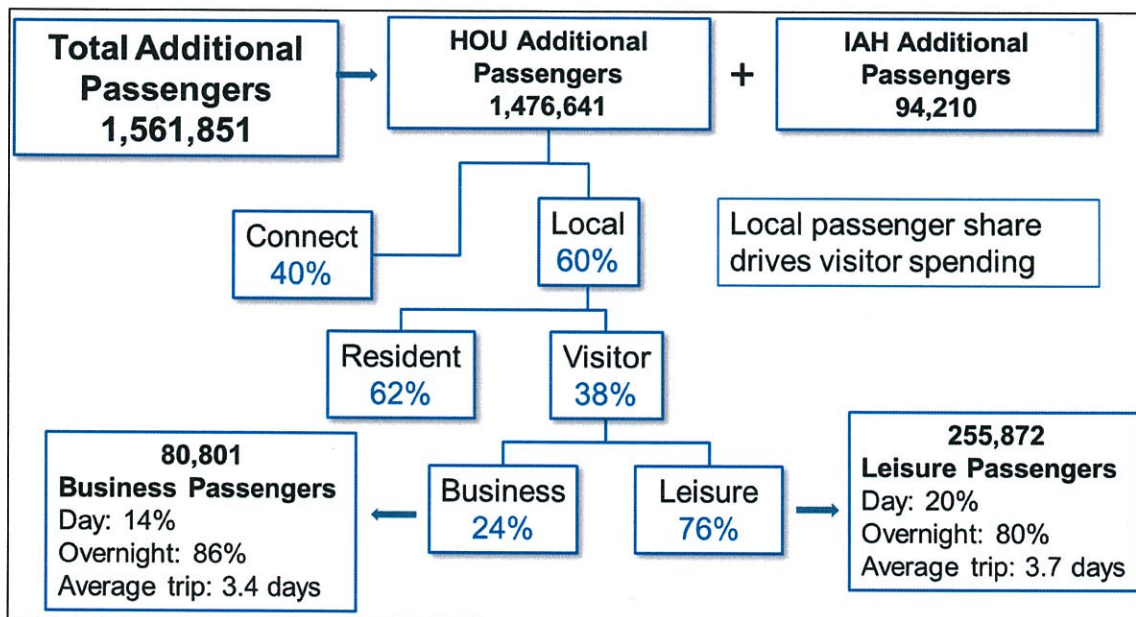 Total Additional
Passengers
1,561,851
HOU Additional
Passengers
1,476,641
+
IAH Additional
Passengers
94,210
Connect
40%
Local
60%
Local passenger share
drives visitor spending
Resident
62%
Visitor
38%
80,801
Business Passengers
Day: 14%
Overnight: 86%
Average trip: 3.4 days
Business
24%
Leisure
76%
255,872
Leisure Passengers
Day: 20%
Overnight: 80%
Average trip: 3.7 days